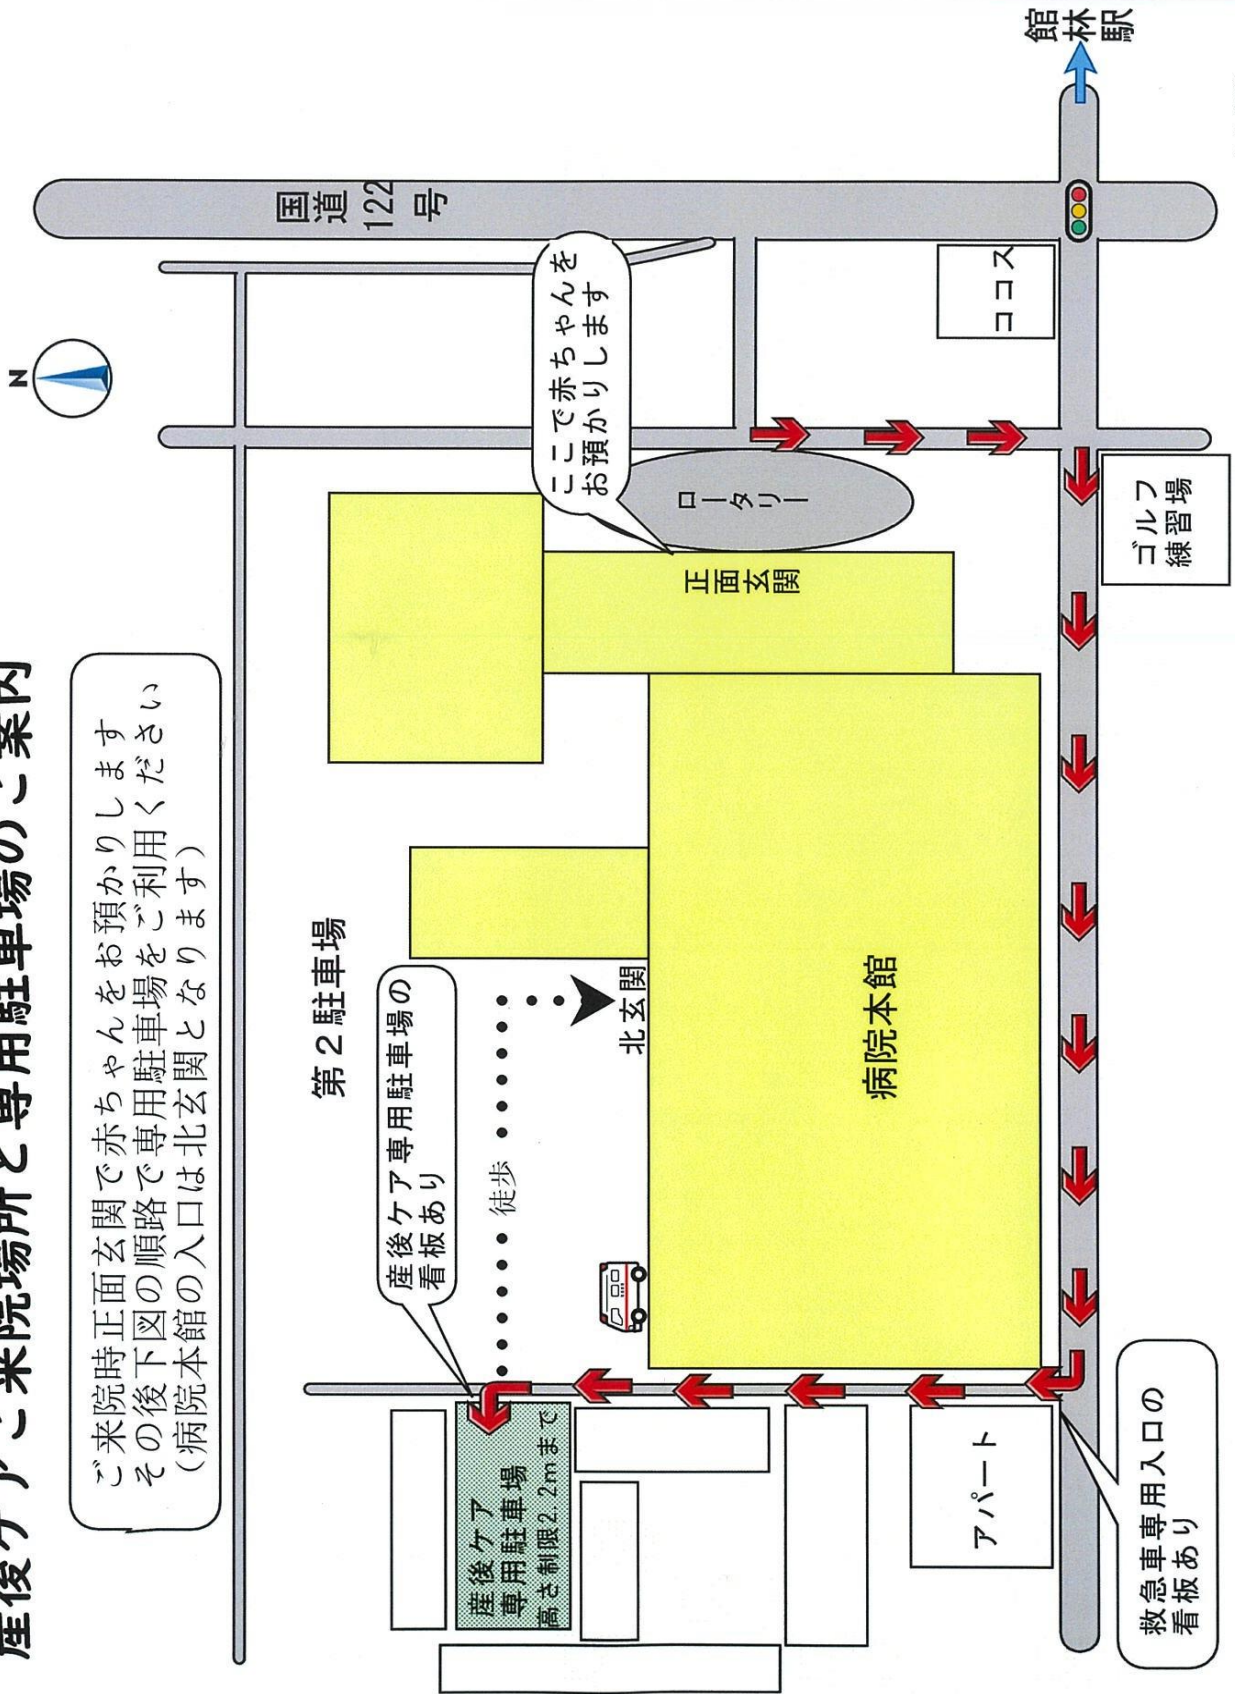 産後ケアご来院場所と専用駐車場のご案内
ご来院時正面玄関で赤ちゃんをお預かりします
その後下図の順路で専用駐車場をご利用ください
（病院本館の入口は北玄関となります）
N
国道
122
号
館林駅
第２駐車場
産後ケア専用駐車場の
看板あり
徒歩
北玄関
ここで赤ちゃんを
お預かりします
ロータリー
正面玄関
ココス
ゴルフ
練習場
病院本館
産後ケア
専用駐車場
高さ制限2.2mまで
アパート
救急車専用入口の
看板あり